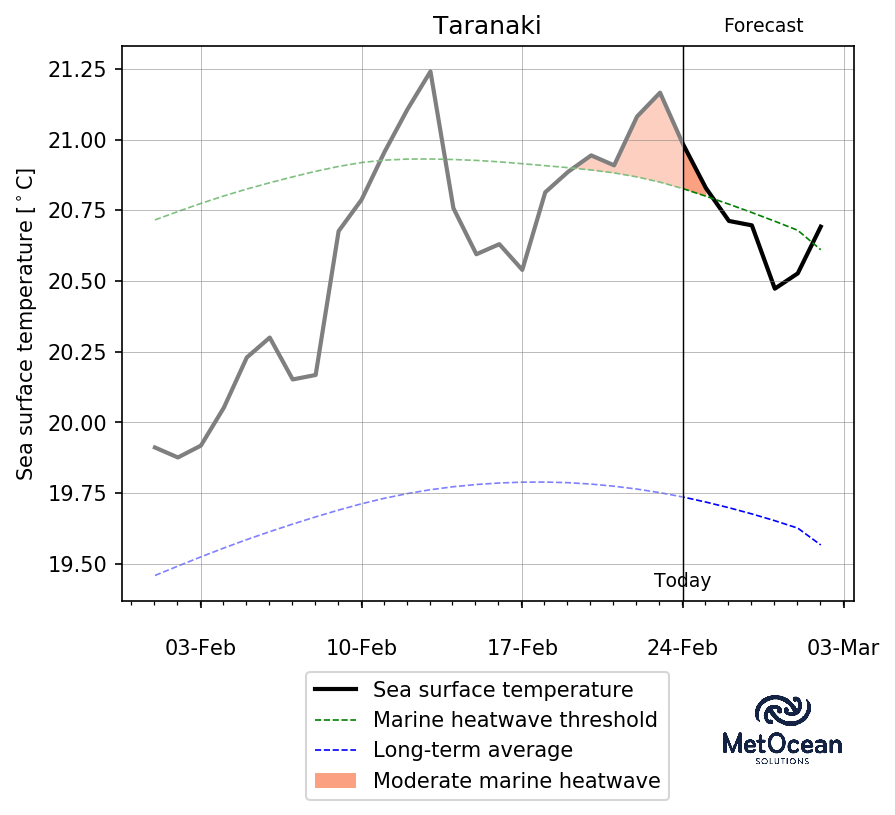 Taranaki
Forecast
Sea surface temperature [°C]
21.25
21.00
20.75
20.50
20.25
20.00
19.75
19.50
Today
03-Feb
10-Feb
17-Feb
24-Feb
03-Mar
Sea surface temperature
Marine heatwave threshold
Long-term average
Moderate marine heatwave
MetOcean
SOLUTIONS